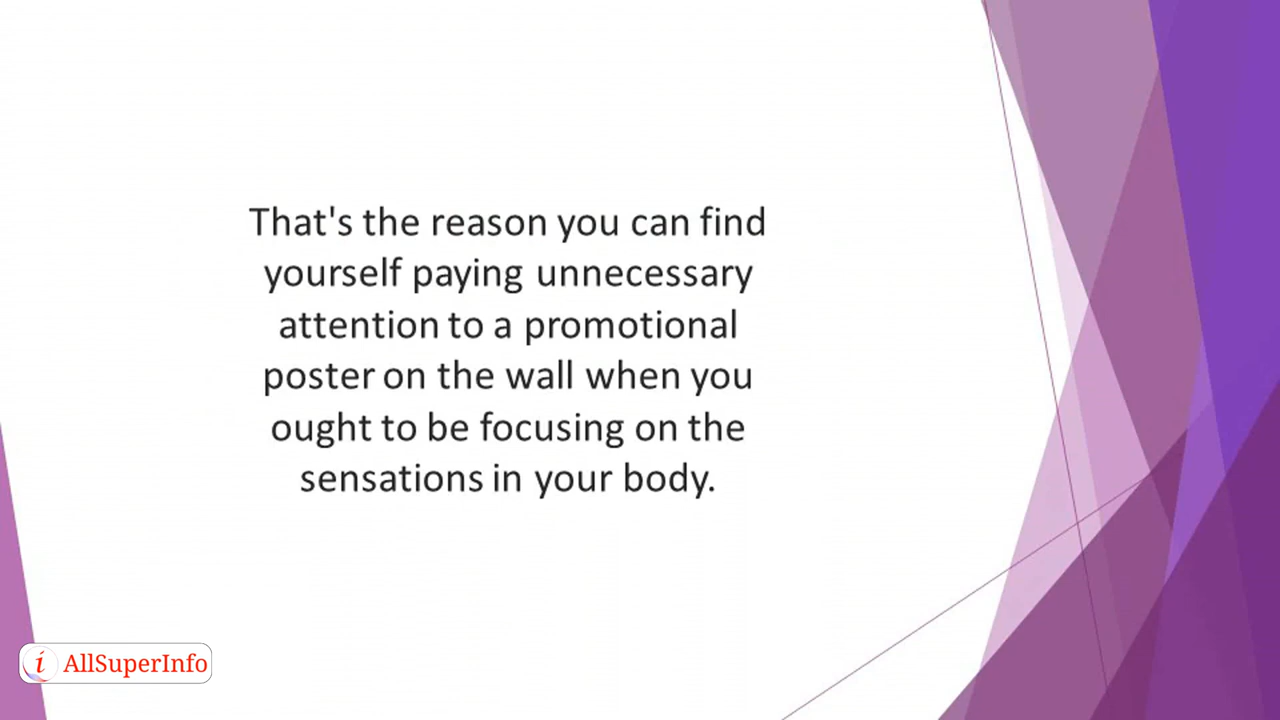 That's the reason you can find
yourself paying unnecessary
attention to a promotional
poster on the wall when you
ought to be focusing on the
sensations in your body.
i AllSuperInfo